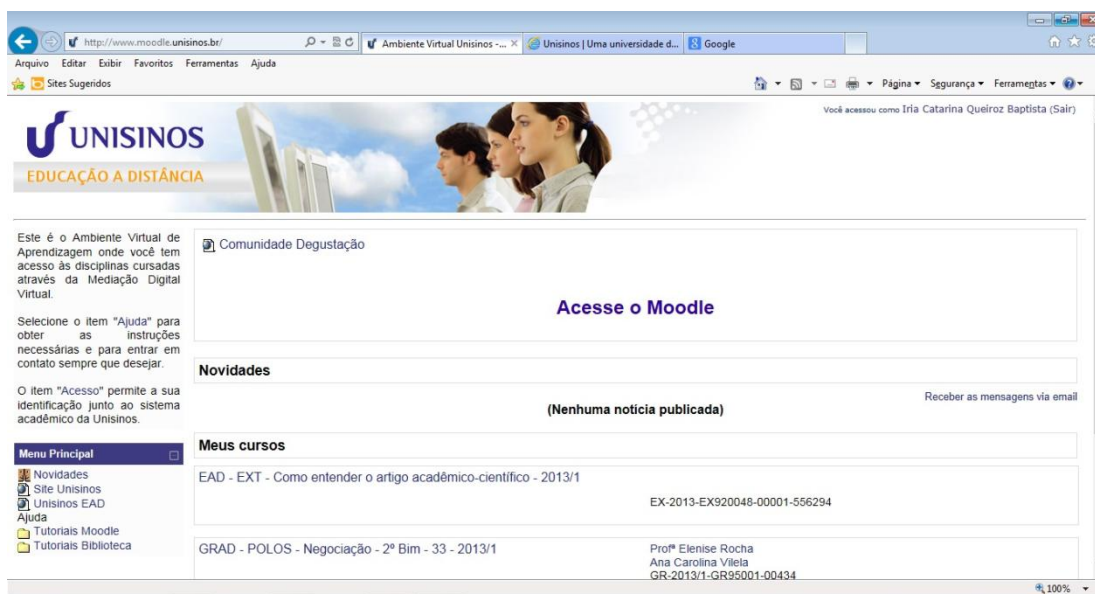 http://www.moodle.unisinos.br/
Ambiente Virtual Unisinos -...
Unisinos | Uma universidade d...
Google
Arquivo Editar Exibir Favoritos Ferramentas Ajuda
Sites Sugeridos
Página Segurança Ferramentas
Você acessou como Iria Catarina Queiroz Baptista (Sair)
UNISINOS
EDUCAÇÃO A DISTÂNCIA
Este é o Ambiente Virtual de
Aprendizagem onde você tem
acesso às disciplinas cursadas
através da Mediação Digital
Virtual.
Selecione o item "Ajuda" para
obter as instruções
necessárias e para entrar em
contato sempre que desejar.
O item "Acesso" permite a sua
identificação junto ao sistema
acadêmico da Unisinos.
Menu Principal
Novidades
Site Unisinos
Unisinos EAD
Ajuda
Tutoriais Moodle
Tutoriais Biblioteca
Comunidade Degustação
Acesse o Moodle
Novidades
Receber as mensagens via email
(Nenhuma notícia publicada)
Meus cursos
EAD - EXT - Como entender o artigo acadêmico-científico - 2013/1
EX-2013-EX920048-00001-556294
GRAD - POLOS - Negociação - 2º Bim - 33 - 2013/1
Profª Elenise Rocha
Ana Carolina Vilela
GR-2013/1-GR95001-00434
100%